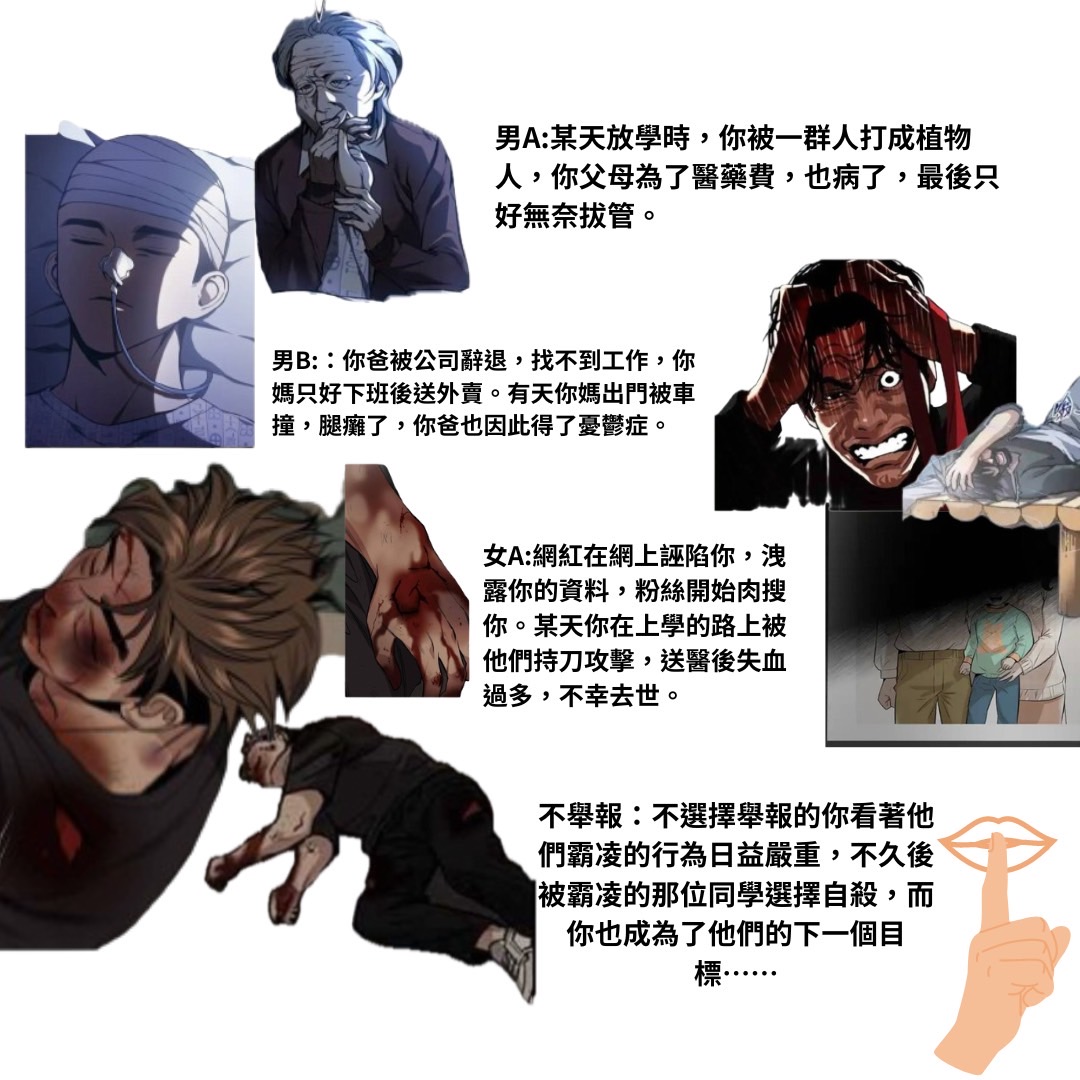 男A:某天放學時，你被一群人打成植物
人，你父母為了醫藥費，也病了，最後只
好無奈拔管。
男B:：你爸被公司辭退，找不到工作，你
媽只好下班後送外賣。有天你媽出門被車
撞，腿癱了，你爸也因此得了憂鬱症。
女A:網紅在網上誣陷你，洩
露你的資料，粉絲開始肉搜
你。某天你在上學的路上被
他們持刀攻擊，送醫後失血
過多，不幸去世。
不舉報：不選擇舉報的你看著他
們霸凌的行為日益嚴重，不久後
被霸凌的那位同學選擇自殺，而
你也成為了他們的下一個目
標⋯⋯